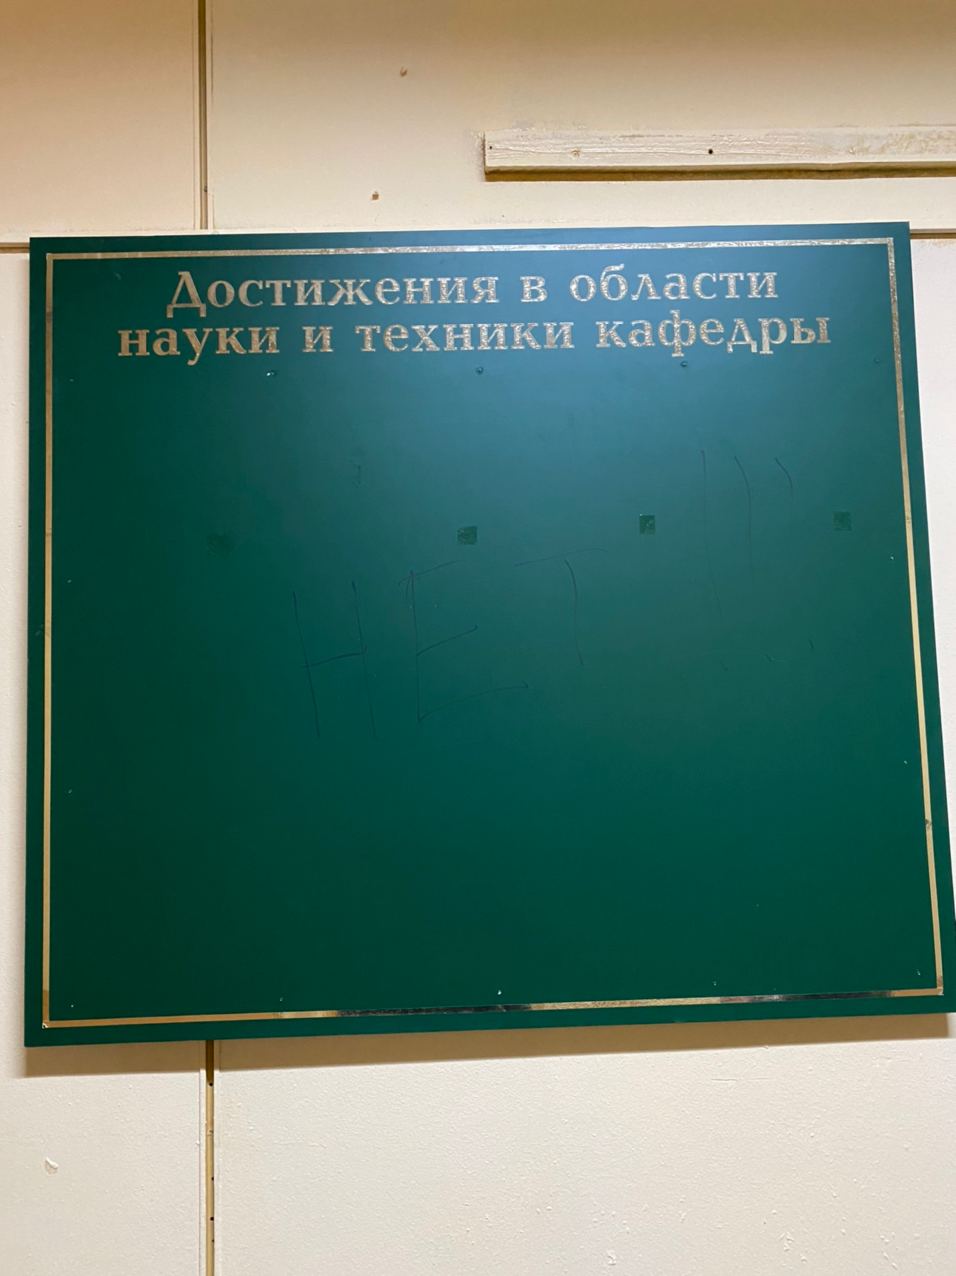 Достижения в области
науки и техники кафедры
НЕТ!!!